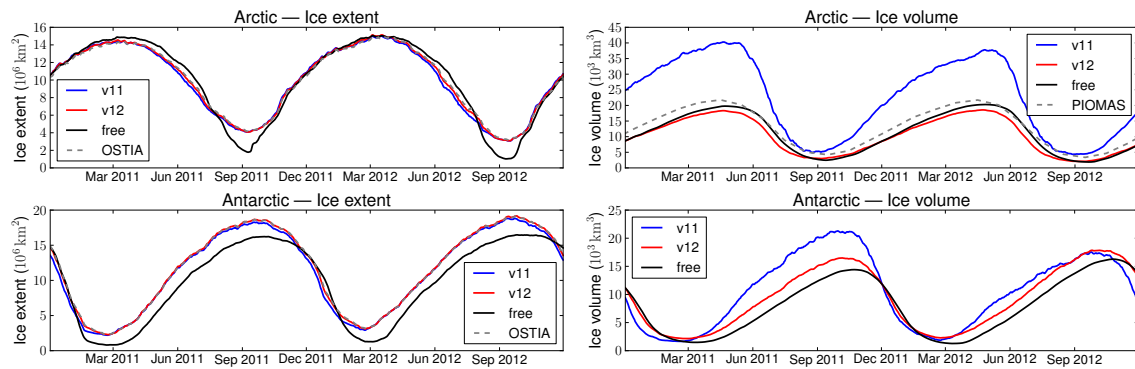 Arctic — Ice extent
Ice extent (10⁶ km²)
16
14
12
10
8
6
4
2
0
v11
v12
free
OSTIA
Mar 2011 Jun 2011 Sep 2011 Dec 2011 Mar 2012 Jun 2012 Sep 2012
Arctic — Ice volume
Ice volume (10³ km³)
45
40
35
30
25
20
15
10
5
0
v11
v12
free
PIOMAS
Mar 2011 Jun 2011 Sep 2011 Dec 2011 Mar 2012 Jun 2012 Sep 2012
Antarctic — Ice extent
Ice extent (10⁶ km²)
20
15
10
5
0
v11
v12
free
OSTIA
Mar 2011 Jun 2011 Sep 2011 Dec 2011 Mar 2012 Jun 2012 Sep 2012
Antarctic — Ice volume
Ice volume (10³ km³)
25
20
15
10
5
0
v11
v12
free
Mar 2011 Jun 2011 Sep 2011 Dec 2011 Mar 2012 Jun 2012 Sep 2012